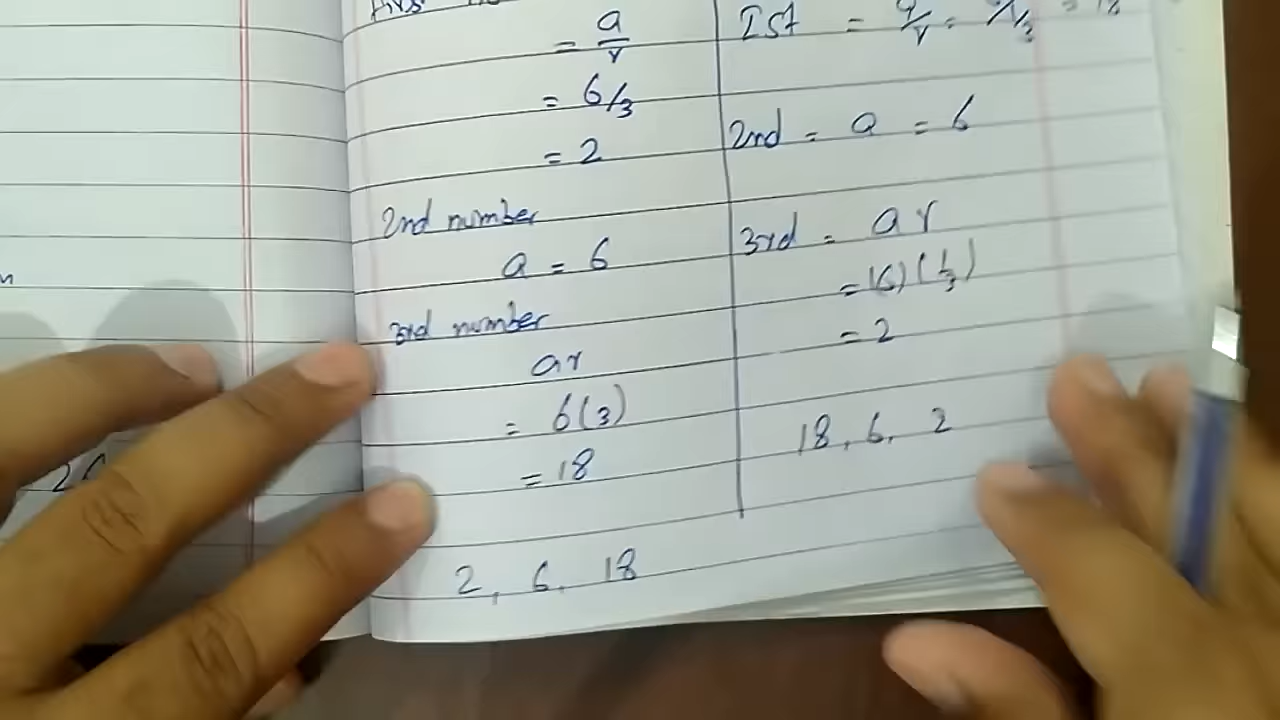 = a/r
= 6/3
= 2
2nd number
a = 6
3rd number
ar
= 6(3)
= 18
2, 6, 18
Ist =
2nd = a = 6
3rd = ar
= (6)(1/3)
= 2
18, 6, 2